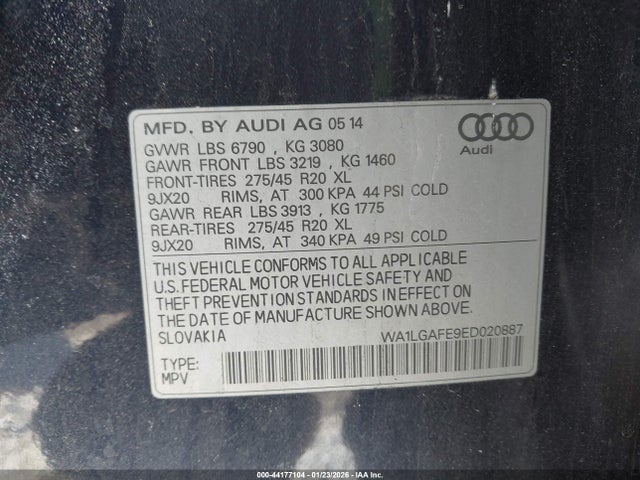 MFD. BY AUDI AG 05 14
GVWR LBS 6790 , KG 3080
GAWR FRONT LBS 3219 , KG 1460
FRONT-TIRES 275/45 R20 XL
9JX20 RIMS, AT 300 KPA 44 PSI COLD
GAWR REAR LBS 3913 , KG 1775
REAR-TIRES 275/45 R20 XL
9JX20 RIMS, AT 340 KPA 49 PSI COLD
Audi
THIS VEHICLE CONFORMS TO ALL APPLICABLE
U.S.FEDERAL MOTOR VEHICLE SAFETY AND
THEFT PREVENTION STANDARDS IN EFFECT ON
THE DATE OF MANUFACTURE SHOWN ABOVE.
SLOVAKIA WA1LGAFE9ED020887
TYPE:
MPV
000-44177104 - 01/23/2026 - IAA Inc.